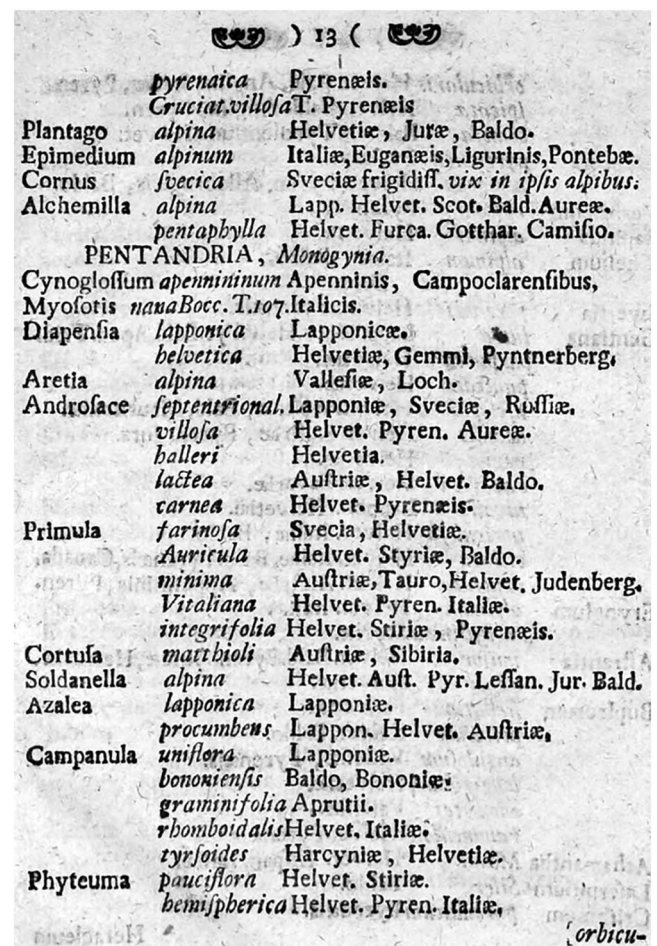 ) 13 (
pyrenaica Pyrenæis.
Cruciat.villoſaT. Pyrenæis
Plantago alpina Helvetiæ, Juræ, Baldo.
Epimedium alpinum Italiæ,Euganæis,Ligurinis,Pontebæ.
Cornus ſvecica Sveciæ frigidiſſ. vix in ipſis alpibus.
Alchemilla alpina Lapp. Helvet. Scot. Bald.Aureæ.
pentaphylla Helvet. Furca. Gotthar. Camiſio.
PENTANDRIA, Monogynia.
Cynogloſſum apennininum Apenninis, Campoclarenſibus,
Myoſotis nana Bocc. T.107. Italicis.
Diapenſia lapponica Lapponicæ.
helvetica Helvetiæ, Gemmi, Pyntnerberg.
Aretia alpina Valleſiæ, Loch.
Androſace ſeptentrional. Lapponiæ, Sveciæ, Ruſſiæ.
villoſa Helvet. Pyren. Aureæ.
halleri Helvetia.
lactea Auſtriæ, Helvet. Baldo.
carnea Helvet. Pyrenæis.
Primula farinoſa Svecia, Helvetiæ.
Auricula Helvet. Styriæ, Baldo.
minima Auſtriæ,Tauro,Helvet. Judenberg.
Vitaliana Helvet. Pyren. Italiæ.
integrifolia Helvet. Stiriæ, Pyrenæis.
Cortuſa matthioli Auſtriæ, Sibiria.
Soldanella alpina Helvet. Auſt. Pyr. Leſſan. Jur. Bald.
Azalea lapponica Lapponiæ.
procumbens Lappon. Helvet. Auſtriæ.
Campanula uniflora Lapponiæ.
bononienſis Baldo, Bononiæ.
graminifolia Aprutii.
rhomboidalis Helvet. Italiæ.
tyrſoides Harcyniæ, Helvetiæ.
Phyteuma pauciflora Helvet. Stiriæ.
hemiſpherica Helvet. Pyren. Italiæ.
orbicu-